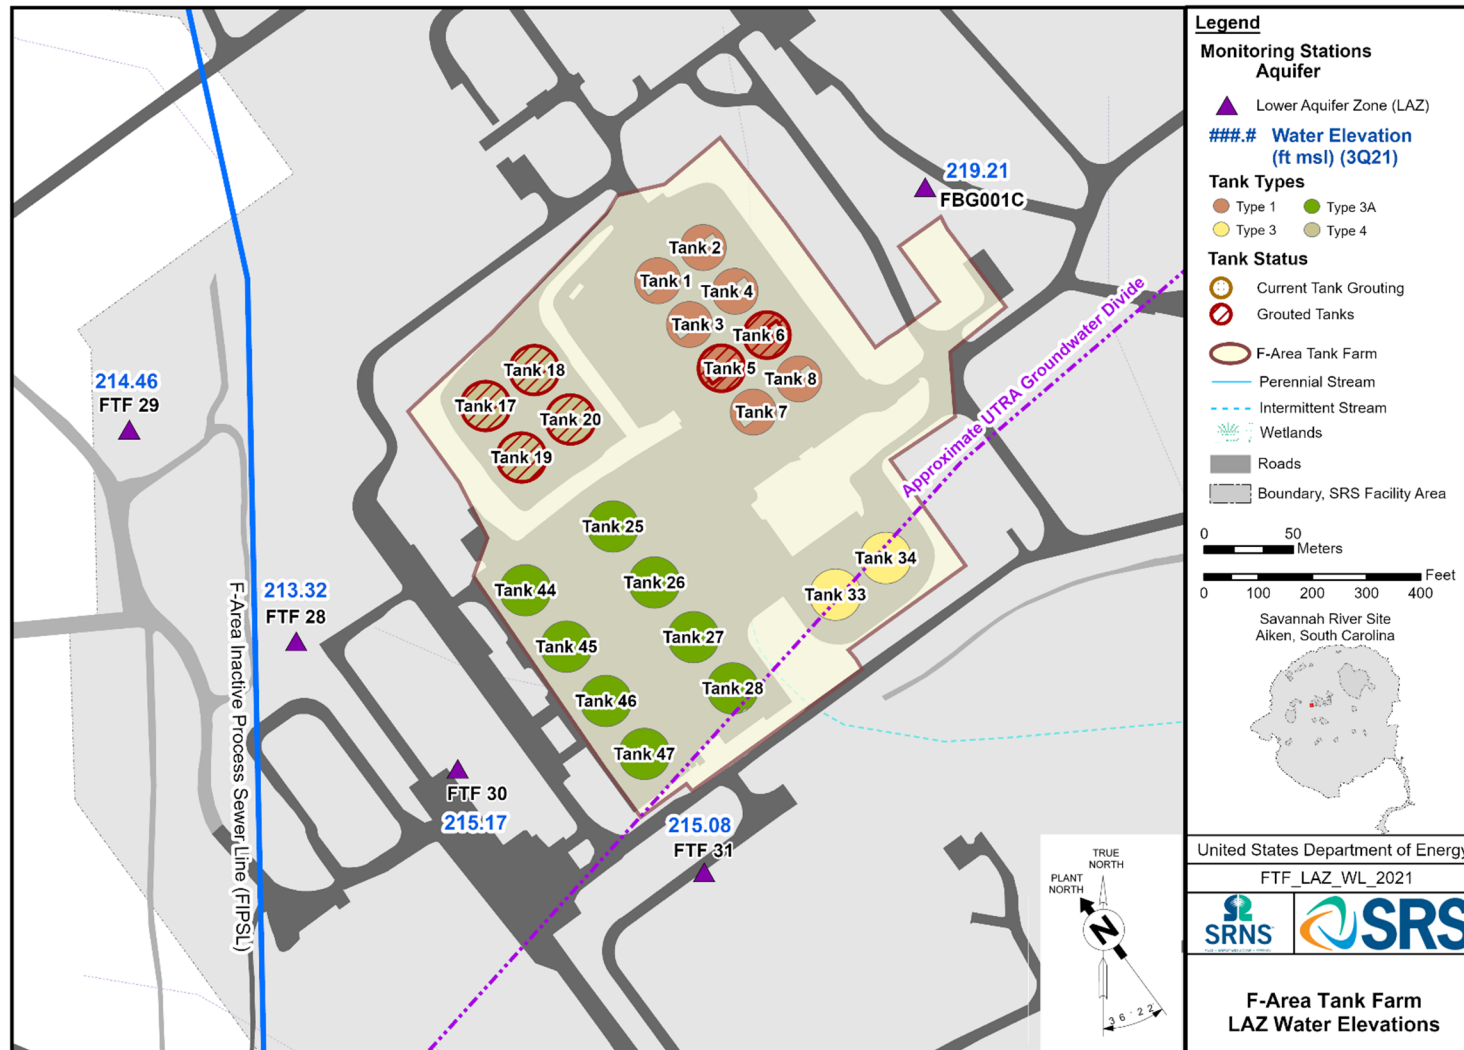 219.21
FBG001C
Tank 2
Tank 1
Tank 4
Tank 3
Tank 6
Tank 5
Tank 8
Tank 7
Tank 18
Tank 17
Tank 20
Tank 19
214.46
FTF 29
Approximate UTRA Groundwater Divide
Tank 25
Tank 34
Tank 26
Tank 44
Tank 33
213.32
FTF 28
Tank 27
Tank 45
Tank 28
Tank 46
Tank 47
F-Area Inactive Process Sewer Line (FIPSL)
FTF 30
215.17
215.08
FTF 31
TRUE
NORTH
PLANT
NORTH
N
36°22'
Legend
Monitoring Stations
Aquifer
Lower Aquifer Zone (LAZ)
###.# Water Elevation
(ft msl) (3Q21)
Tank Types
Type 1 Type 3A
Type 3 Type 4
Tank Status
Current Tank Grouting
Grouted Tanks
F-Area Tank Farm
Perennial Stream
Intermittent Stream
Wetlands
Roads
Boundary, SRS Facility Area
0 50
Meters
Feet
0 100 200 300 400
Savannah River Site
Aiken, South Carolina
United States Department of Energy
FTF_LAZ_WL_2021
SRNS
SRS
F-Area Tank Farm
LAZ Water Elevations